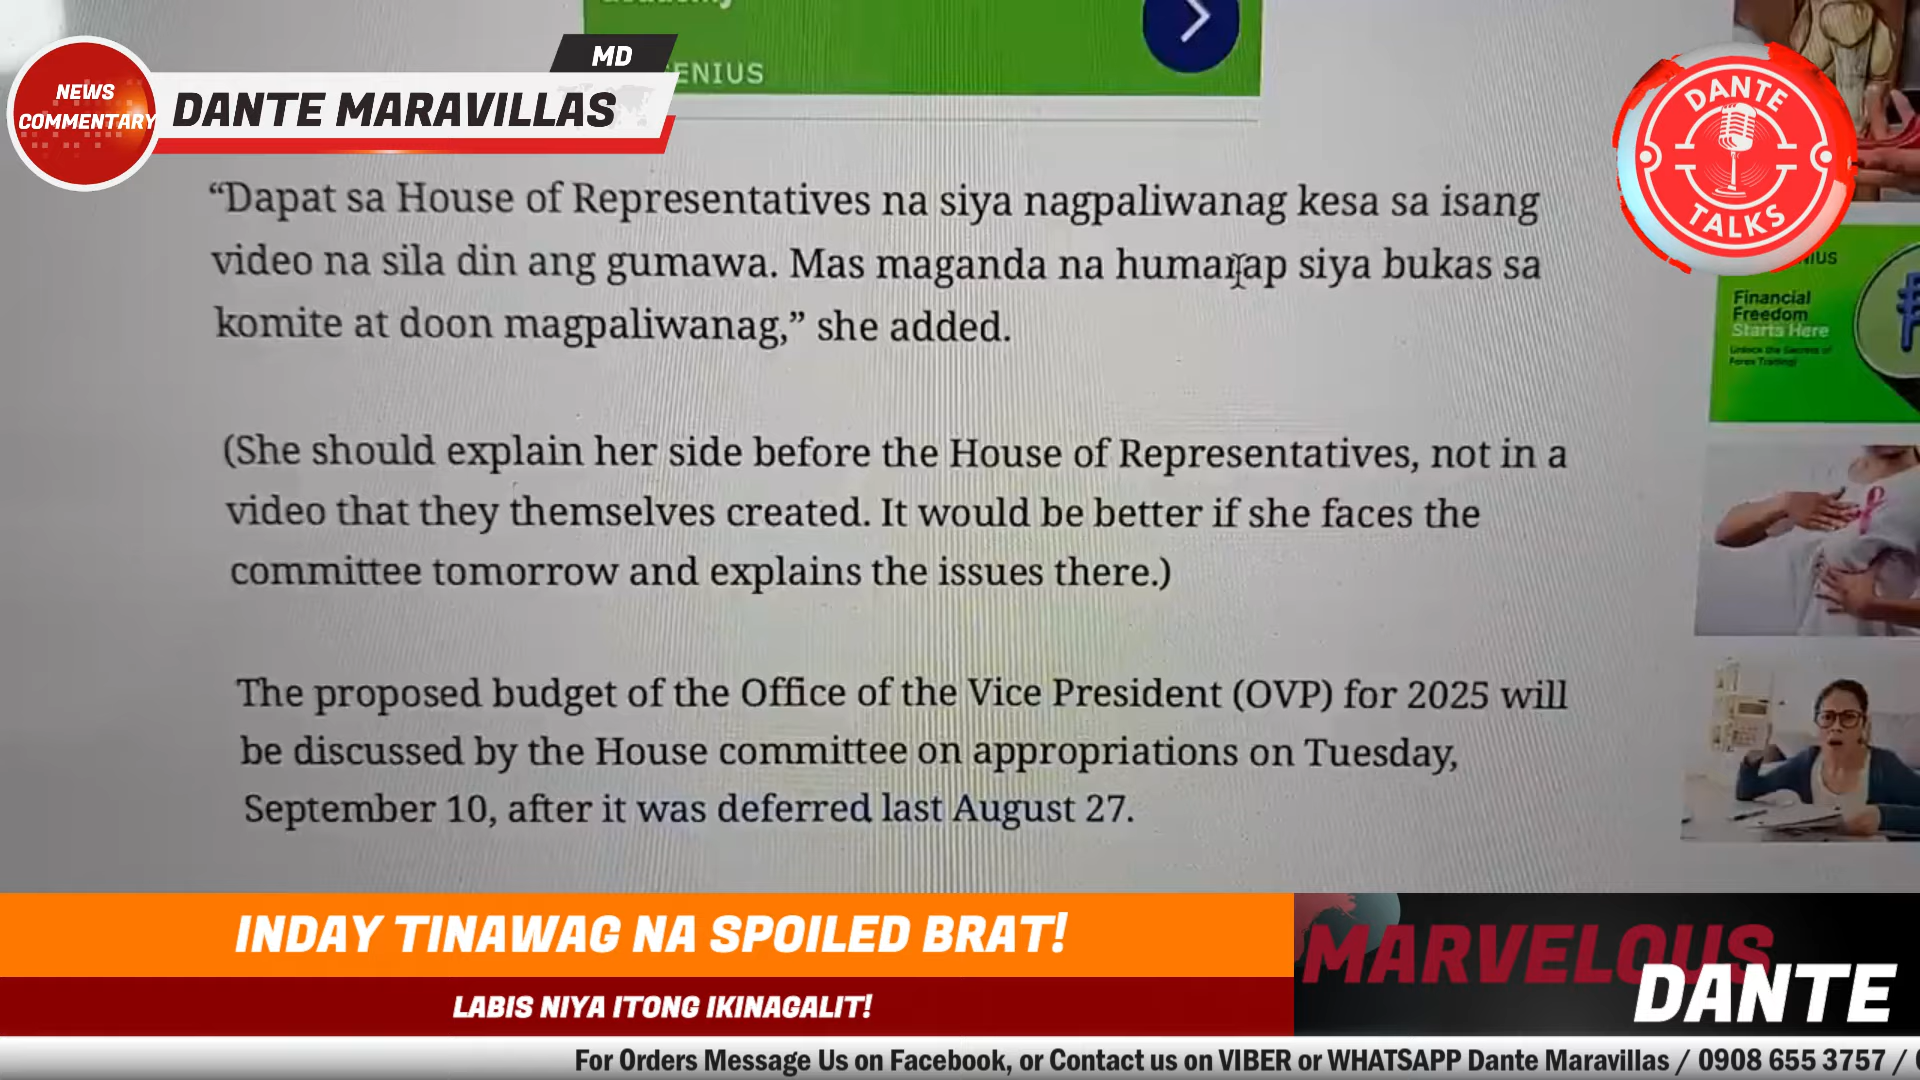 MD
NEWS
COMMENTARY
DANTE MARAVILLAS
ENIUS
DANTE
TALKS
“Dapat sa House of Representatives na siya nagpaliwanag kesa sa isang
video na sila din ang gumawa. Mas maganda na humarap siya bukas sa
komite at doon magpaliwanag,” she added.
(She should explain her side before the House of Representatives, not in a
video that they themselves created. It would be better if she faces the
committee tomorrow and explains the issues there.)
The proposed budget of the Office of the Vice President (OVP) for 2025 will
be discussed by the House committee on appropriations on Tuesday,
September 10, after it was deferred last August 27.
IUS
Financial
Freedom
Starts Here
Unlock the Secrets of
Forex Trading!
INDAY TINAWAG NA SPOILED BRAT!
LABIS NIYA ITONG IKINAGALIT!
MARVELOUS
DANTE
For Orders Message Us on Facebook, or Contact us on VIBER or WHATSAPP Dante Maravillas / 0908 655 3757 /